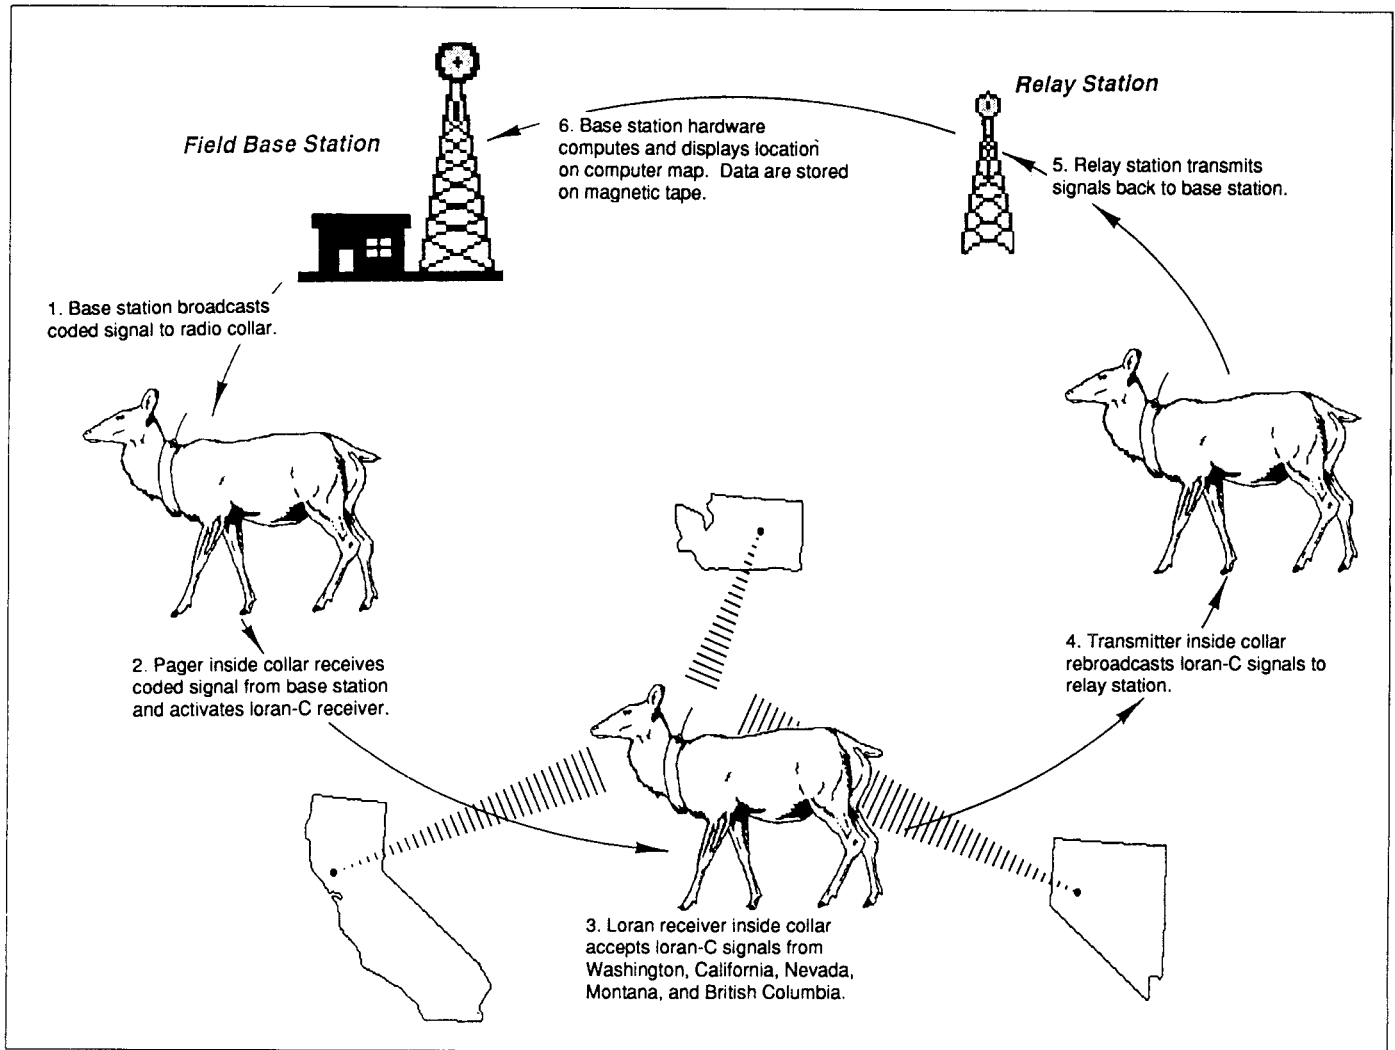 Relay Station
Field Base Station
1. Base station broadcasts
coded signal to radio collar.
2. Pager inside collar receives
coded signal from base station
and activates loran-C receiver.
3. Loran receiver inside collar
accepts loran-C signals from
Washington, California, Nevada,
Montana, and British Columbia.
4. Transmitter inside collar
rebroadcasts loran-C signals to
relay station.
5. Relay station transmits
signals back to base station.
6. Base station hardware
computes and displays location
on computer map. Data are stored
on magnetic tape.